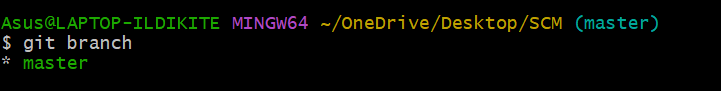 Asus@LAPTOP-ILDIKITE MINGW64 ~/OneDrive/Desktop/SCM (master)
$ git branch
* master